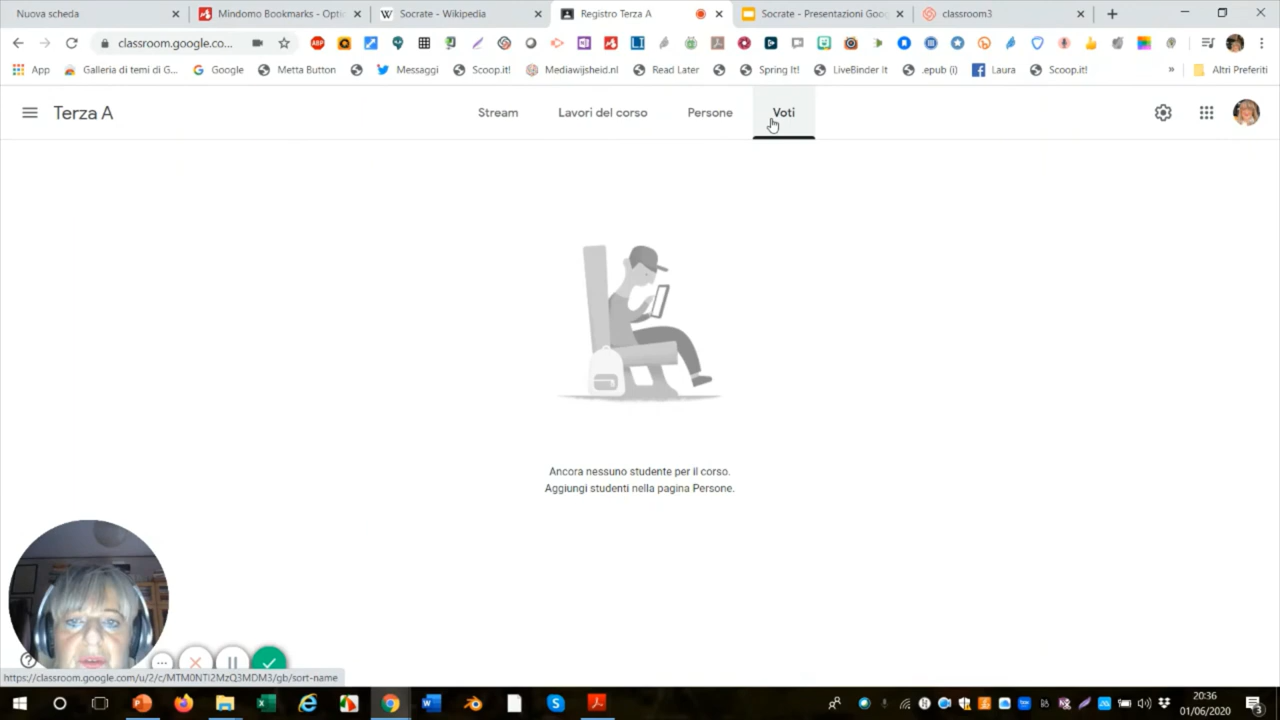 Nuova scheda
Mindomo Bookmarks - Optio
Socrate - Wikipedia
Registro Terza A
Socrate - Presentazioni Goog
classroom3
classroom.google.co...
App
Galleria di temi di G...
Google
Metta Button
Messaggi
Scoop.it!
Mediawijsheid.nl
Read Later
Spring It!
LiveBinder It
.epub (i)
Laura
Scoop.it!
»
Altri Preferiti
Terza A
Stream
Lavori del corso
Persone
Voti
Ancora nessuno studente per il corso.
Aggiungi studenti nella pagina Persone.
https://classroom.google.com/u/2/c/MTM0NTI2MzQ3MDM3/gb/sort-name
20:36
01/06/2020
3